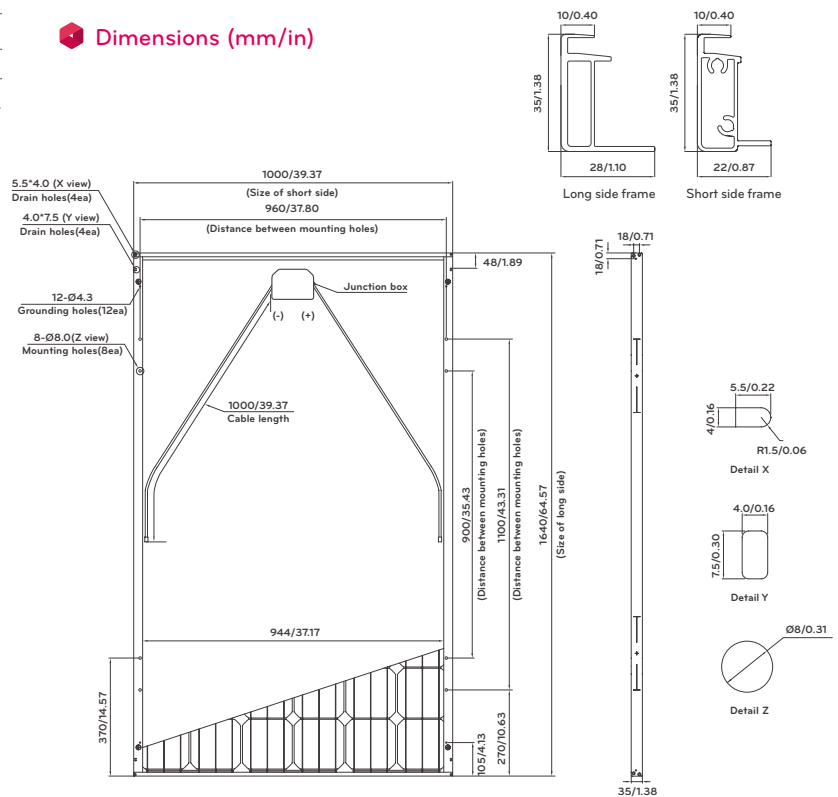 Dimensions (mm/in)
10/0.40
10/0.40
35/1.38
35/1.38
28/1.10
22/0.87
Long side frame
Short side frame
1000/39.37
(Size of short side)
960/37.80
(Distance between mounting holes)
5.5*4.0 (X view)
Drain holes(4ea)
4.0*7.5 (Y view)
Drain holes(4ea)
12-Ø4.3
Grounding holes(12ea)
8-Ø8.0(Z view)
Mounting holes(8ea)
48/1.89
Junction box
(-)
(+)
1000/39.37
Cable length
900/35.43
(Distance between mounting holes)
1100/43.31
(Distance between mounting holes)
1640/64.57
(Size of long side)
944/37.17
370/14.57
105/4.13
270/10.63
18/0.71
18/0.71
35/1.38
5.5/0.22
4/0.16
R1.5/0.06
Detail X
4.0/0.16
7.5/0.30
Detail Y
Ø8/0.31
Detail Z